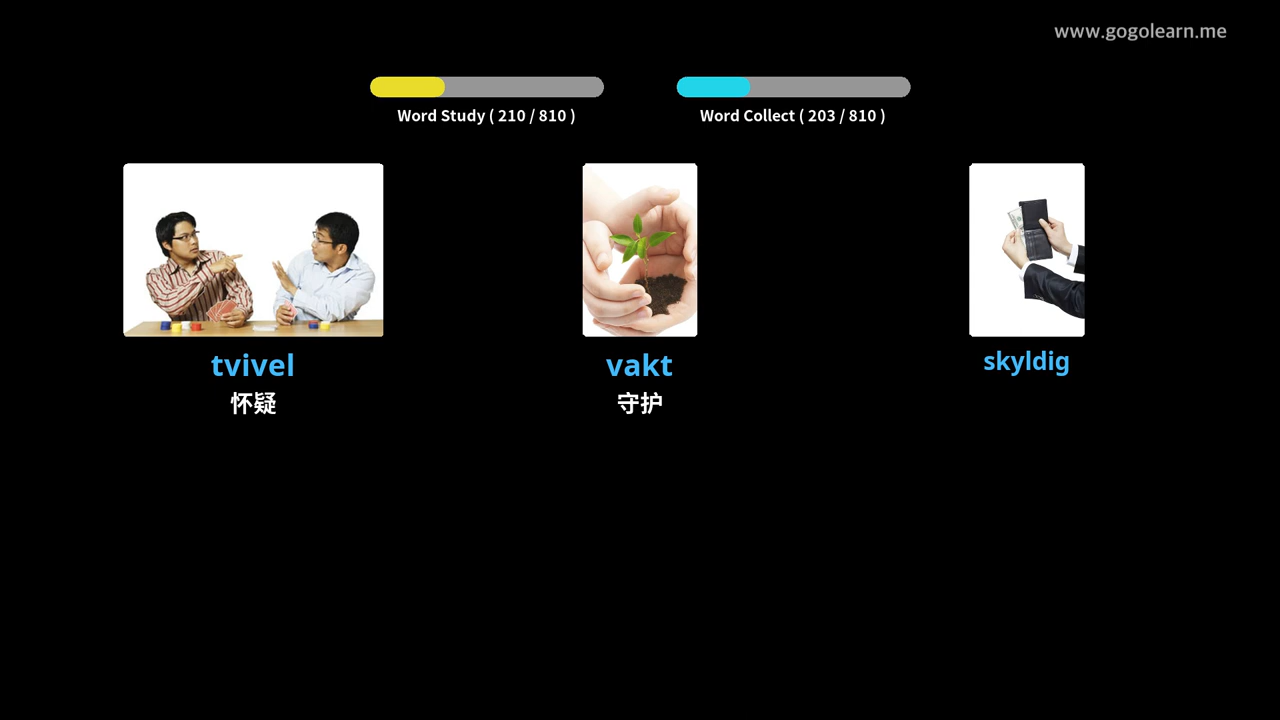 www.gogolearn.me
Word Study ( 210 / 810 )
Word Collect ( 203 / 810 )
tvivel
怀疑
vakt
守护
skyldig